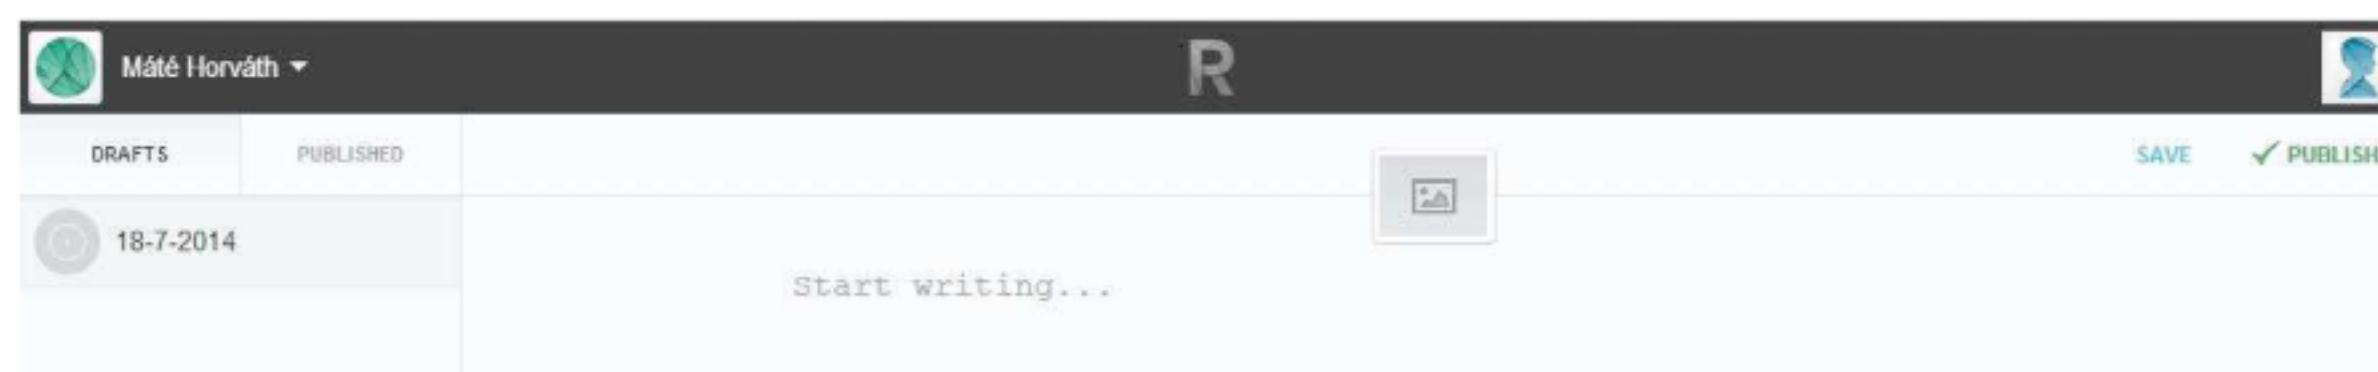 Máté Horváth
R
DRAFTS PUBLISHED SAVE PUBLISH
18-7-2014
Start writing...